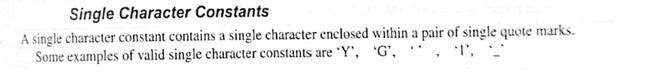 Single Character Constants
A single character constant contains a single character enclosed within a pair of single quote marks.
Some examples of valid single character constants are ‘Y’, ‘G’, ‘ ’ , ‘1’, ‘_’